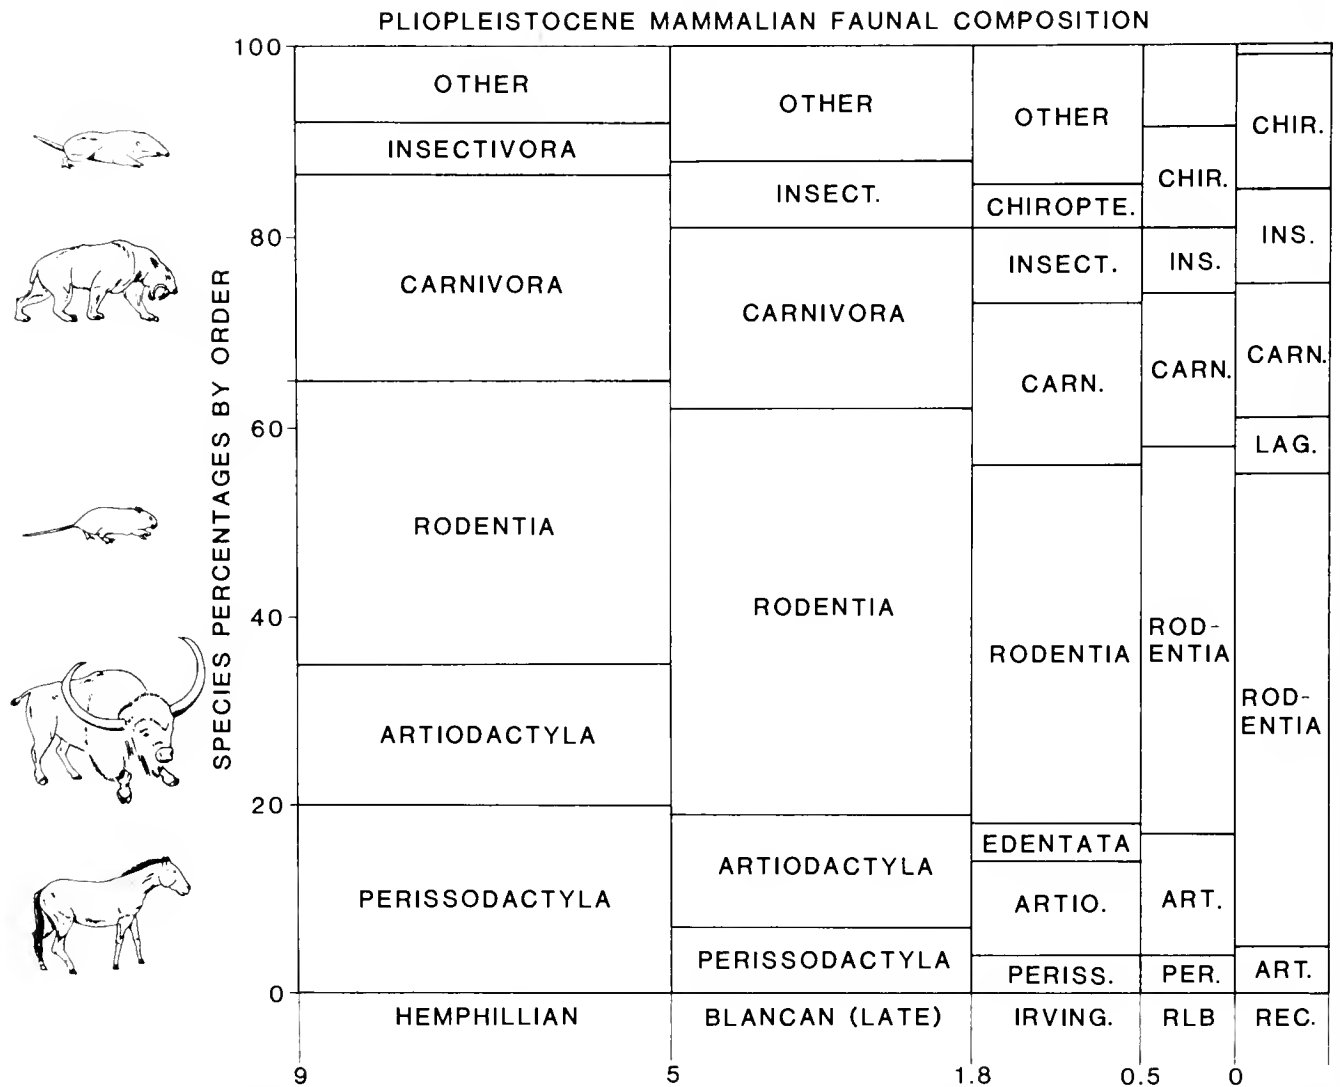 PLIOPLEISTOCENE MAMMALIAN FAUNAL COMPOSITION
SPECIES PERCENTAGES BY ORDER
100
80
60
40
20
0
OTHER
INSECTIVORA
CARNIVORA
RODENTIA
ARTIODACTYLA
PERISSODACTYLA
HEMPHILLIAN
OTHER
INSECT.
CARNIVORA
RODENTIA
ARTIODACTYLA
PERISSODACTYLA
BLANCAN (LATE)
OTHER
CHIROPTE.
INSECT.
CARN.
RODENTIA
EDENTATA
ARTIO.
PERISS.
IRVING.
CHIR.
INS.
CARN.
ROD-
ENTIA
ART.
PER.
RLB
CHIR.
INS.
CARN.
LAG.
ROD-
ENTIA
ART.
REC.
9 5 1.8 0.5 0